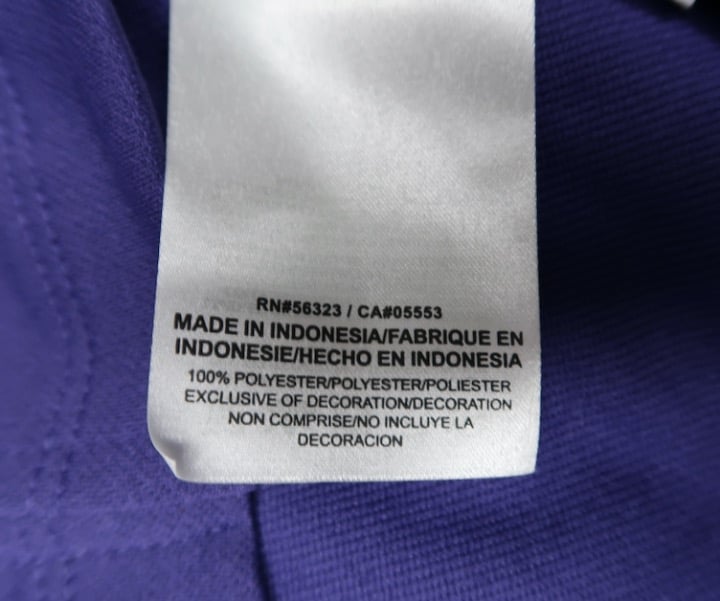 RN#56323 / CA#05553
MADE IN INDONESIA/FABRIQUE EN
INDONESIE/HECHO EN INDONESIA
100% POLYESTER/POLYESTER/POLIESTER
EXCLUSIVE OF DECORATION/DECORATION
NON COMPRISE/NO INCLUYE LA
DECORACION